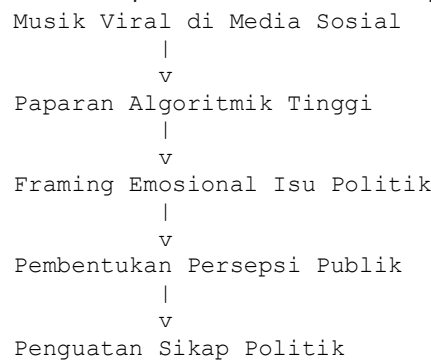 Musik Viral di Media Sosial
|
v
Paparan Algoritmik Tinggi
|
v
Framing Emosional Isu Politik
|
v
Pembentukan Persepsi Publik
|
v
Penguatan Sikap Politik